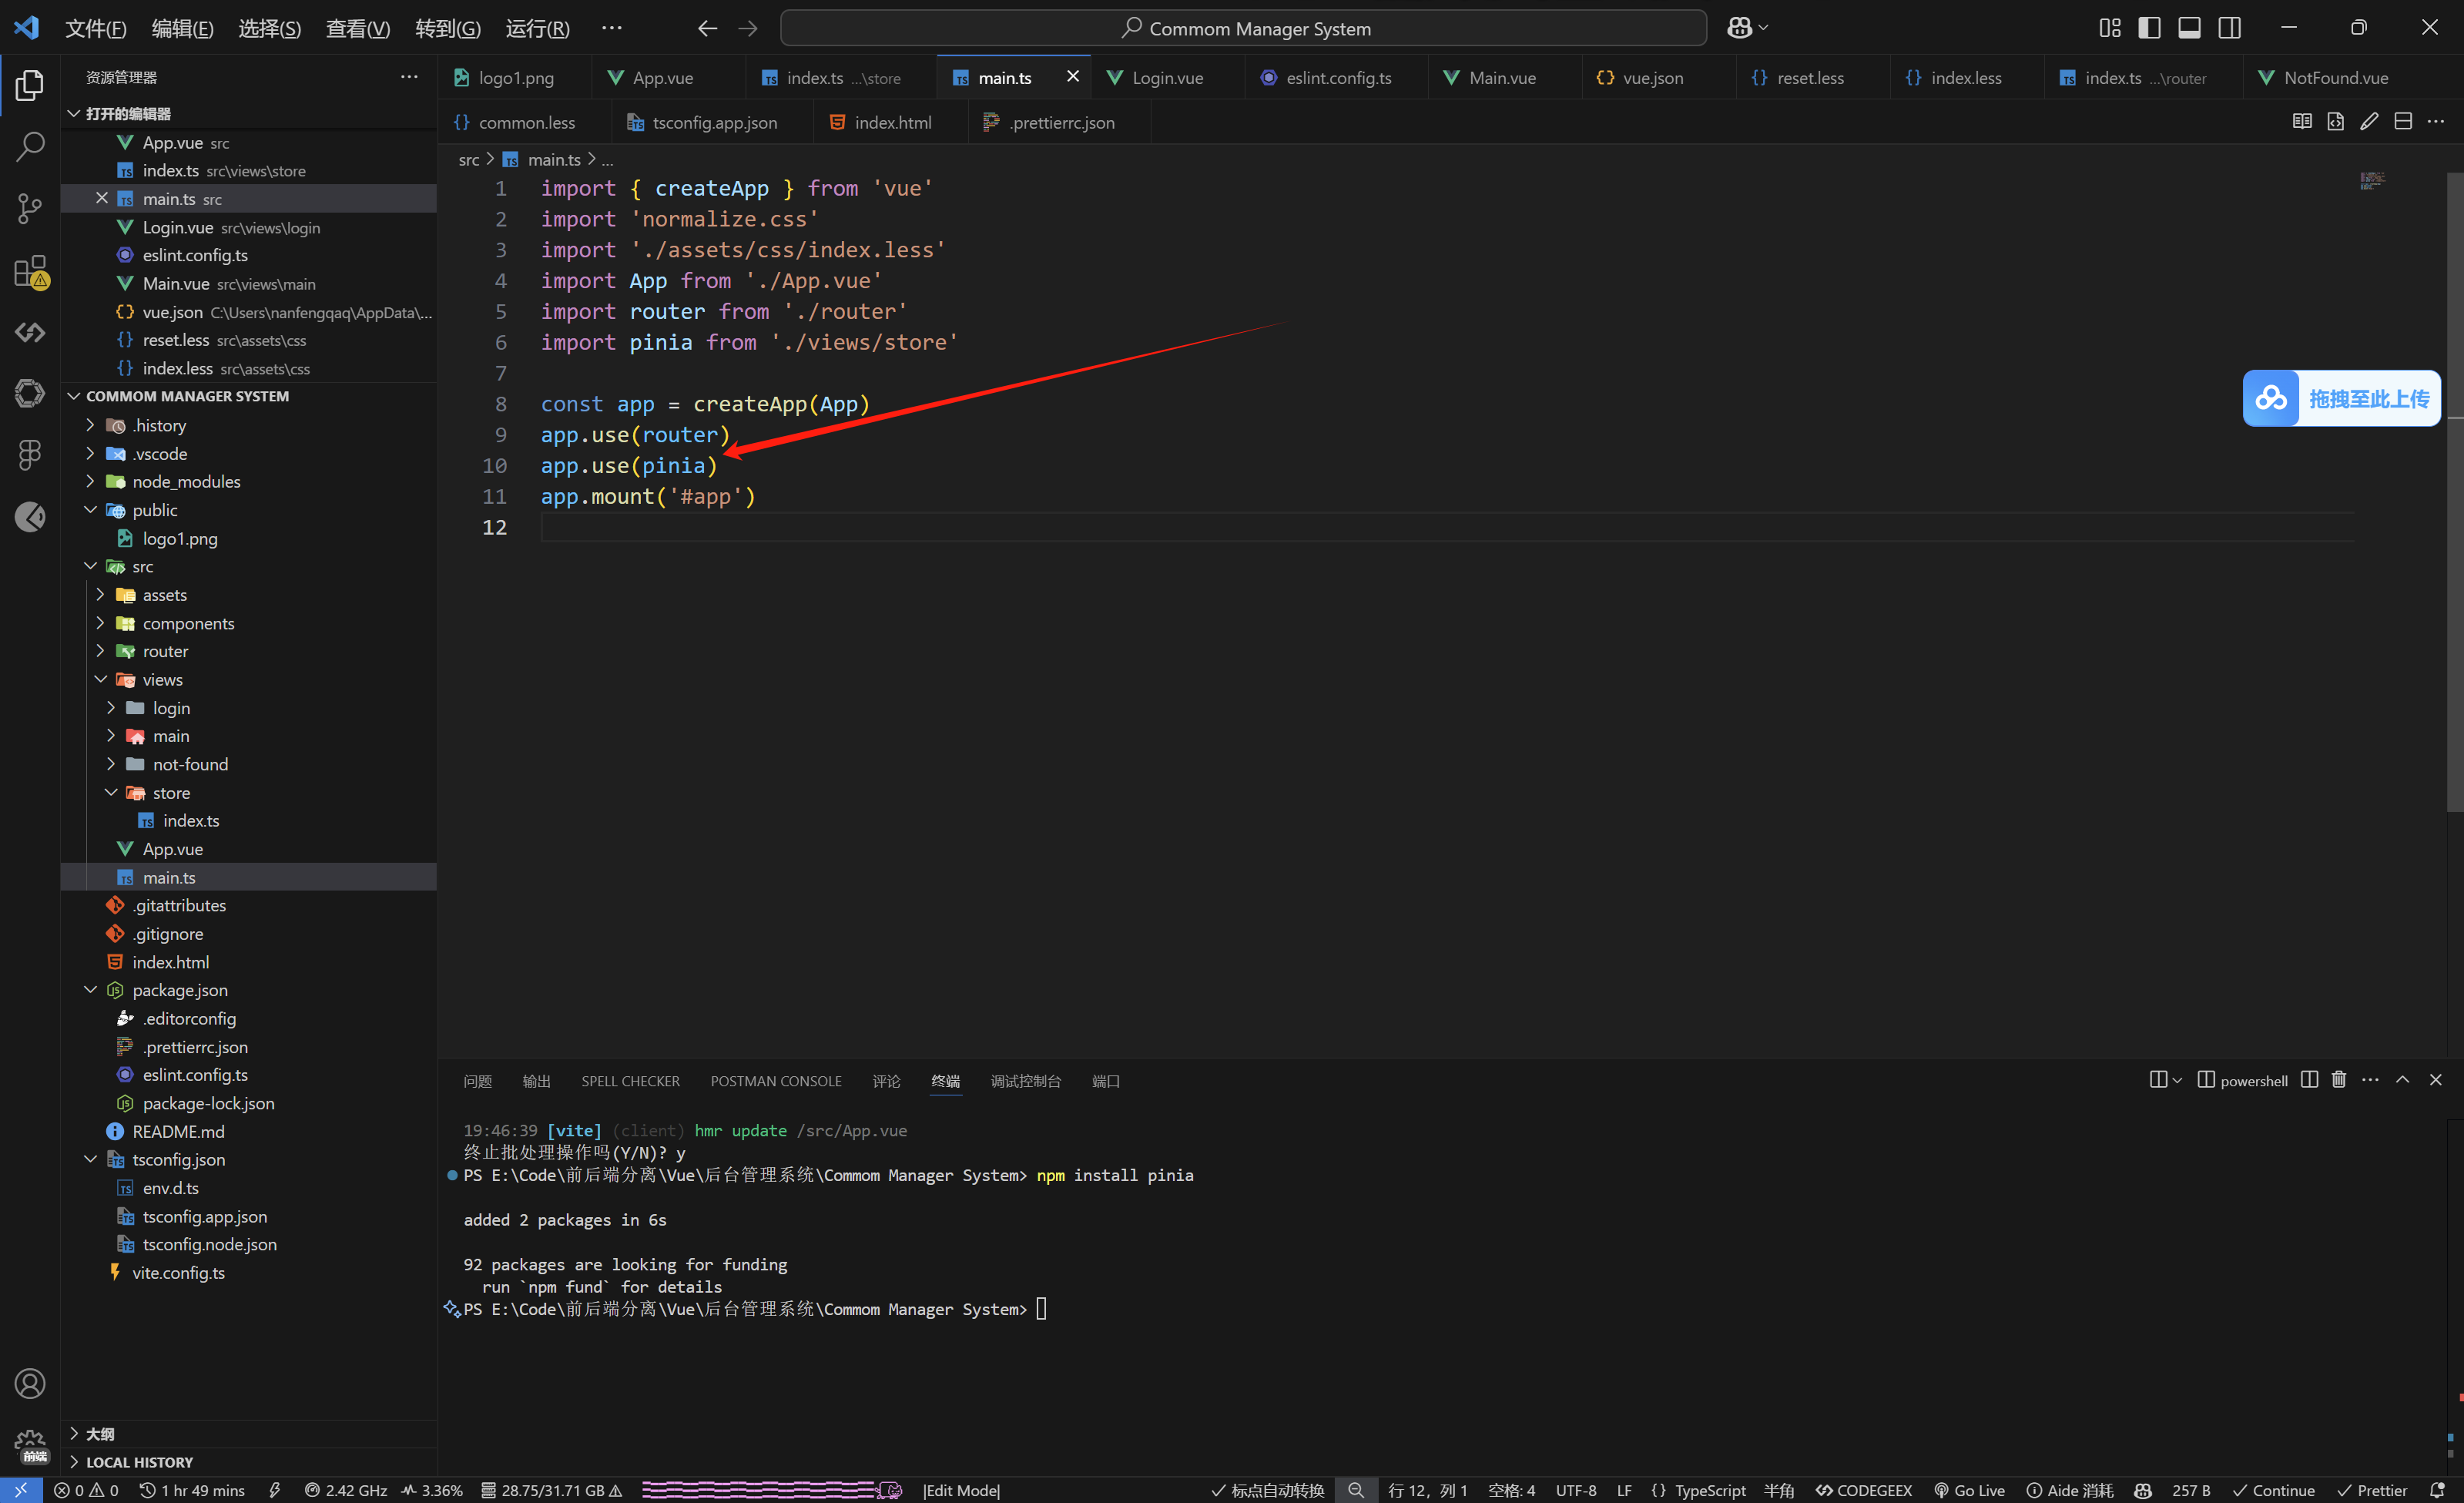 文件(F) 编辑(E) 选择(S) 查看(V) 转到(G) 运行(R) ··· Commom Manager System
资源管理器
logo1.png App.vue index.ts ...\store main.ts Login.vue eslint.config.ts Main.vue vue.json reset.less index.less index.ts ...\router NotFound.vue
common.less tsconfig.app.json index.html .prettierrc.json
打开的编辑器
App.vue src
index.ts src\views\store
main.ts src
Login.vue src\views\login
eslint.config.ts
Main.vue src\views\main
vue.json C:\Users\nanfengqaq\AppData\...
reset.less src\assets\css
index.less src\assets\css
COMMOM MANAGER SYSTEM
.history
.vscode
node_modules
public
logo1.png
src
assets
components
router
views
login
main
not-found
store
index.ts
App.vue
main.ts
.gitattributes
.gitignore
index.html
package.json
.editorconfig
.prettierrc.json
eslint.config.ts
package-lock.json
README.md
tsconfig.json
env.d.ts
tsconfig.app.json
tsconfig.node.json
vite.config.ts
大纲
LOCAL HISTORY
前端
src > main.ts > ...
1 import { createApp } from 'vue'
2 import 'normalize.css'
3 import './assets/css/index.less'
4 import App from './App.vue'
5 import router from './router'
6 import pinia from './views/store'
7
8 const app = createApp(App)
9 app.use(router)
10 app.use(pinia)
11 app.mount('#app')
12
拖拽至此上传
问题 输出 SPELL CHECKER POSTMAN CONSOLE 评论 终端 调试控制台 端口 powershell
19:46:39 [vite] (client) hmr update /src/App.vue
终止批处理操作吗(Y/N)? y
PS E:\Code\前后端分离\Vue\后台管理系统\Commom Manager System> npm install pinia
added 2 packages in 6s
92 packages are looking for funding
run `npm fund` for details
PS E:\Code\前后端分离\Vue\后台管理系统\Commom Manager System>
0 0 1 hr 49 mins 2.42 GHz 3.36% 28.75/31.71 GB |Edit Mode| 标点自动转换 行 12，列 1 空格: 4 UTF-8 LF {} TypeScript 半角 CODEGEEX Go Live Aide 消耗 257 B Continue Prettier